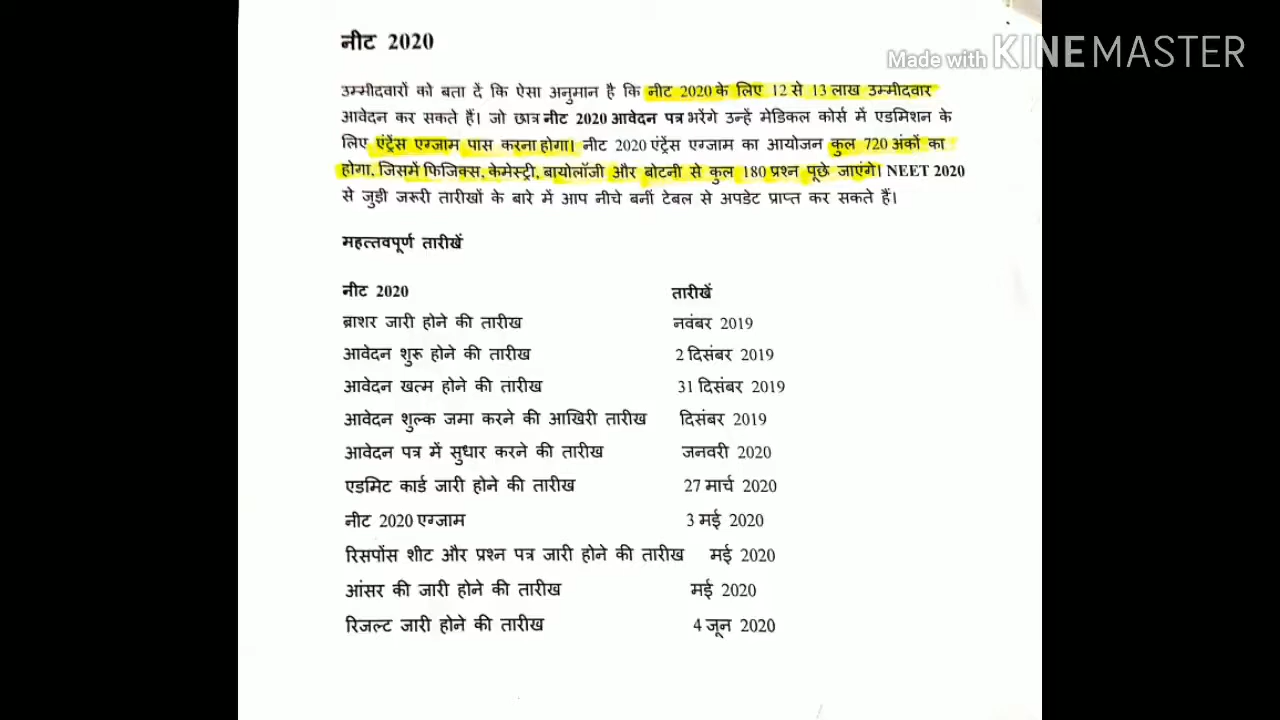 Made with KINEMASTER
नीट 2020
उम्मीदवारों को बता दें कि ऐसा अनुमान है कि नीट 2020 के लिए 12 से 13 लाख उम्मीदवार
आवेदन कर सकते हैं। जो छात्र नीट 2020 आवेदन पत्र भरेंगे उन्हें मेडिकल कोर्स में एडमिशन के
लिए एंट्रेंस एग्जाम पास करना होगा। नीट 2020 एंट्रेंस एग्जाम का आयोजन कुल 720 अंकों का
होगा, जिसमें फिजिक्स, केमेस्ट्री, बायोलॉजी और बोटनी से कुल 180 प्रश्न पूछे जाएंगे। NEET 2020
से जुड़ी जरूरी तारीखों के बारे में आप नीचे बनीं टेबल से अपडेट प्राप्त कर सकते हैं।
महत्तवपूर्ण तारीखें
नीट 2020 तारीखें
ब्राशर जारी होने की तारीख नवंबर 2019
आवेदन शुरू होने की तारीख 2 दिसंबर 2019
आवेदन खत्म होने की तारीख 31 दिसंबर 2019
आवेदन शुल्क जमा करने की आखिरी तारीख दिसंबर 2019
आवेदन पत्र में सुधार करने की तारीख जनवरी 2020
एडमिट कार्ड जारी होने की तारीख 27 मार्च 2020
नीट 2020 एग्जाम 3 मई 2020
रिसपोंस शीट और प्रश्न पत्र जारी होने की तारीख मई 2020
आंसर की जारी होने की तारीख मई 2020
रिजल्ट जारी होने की तारीख 4 जून 2020